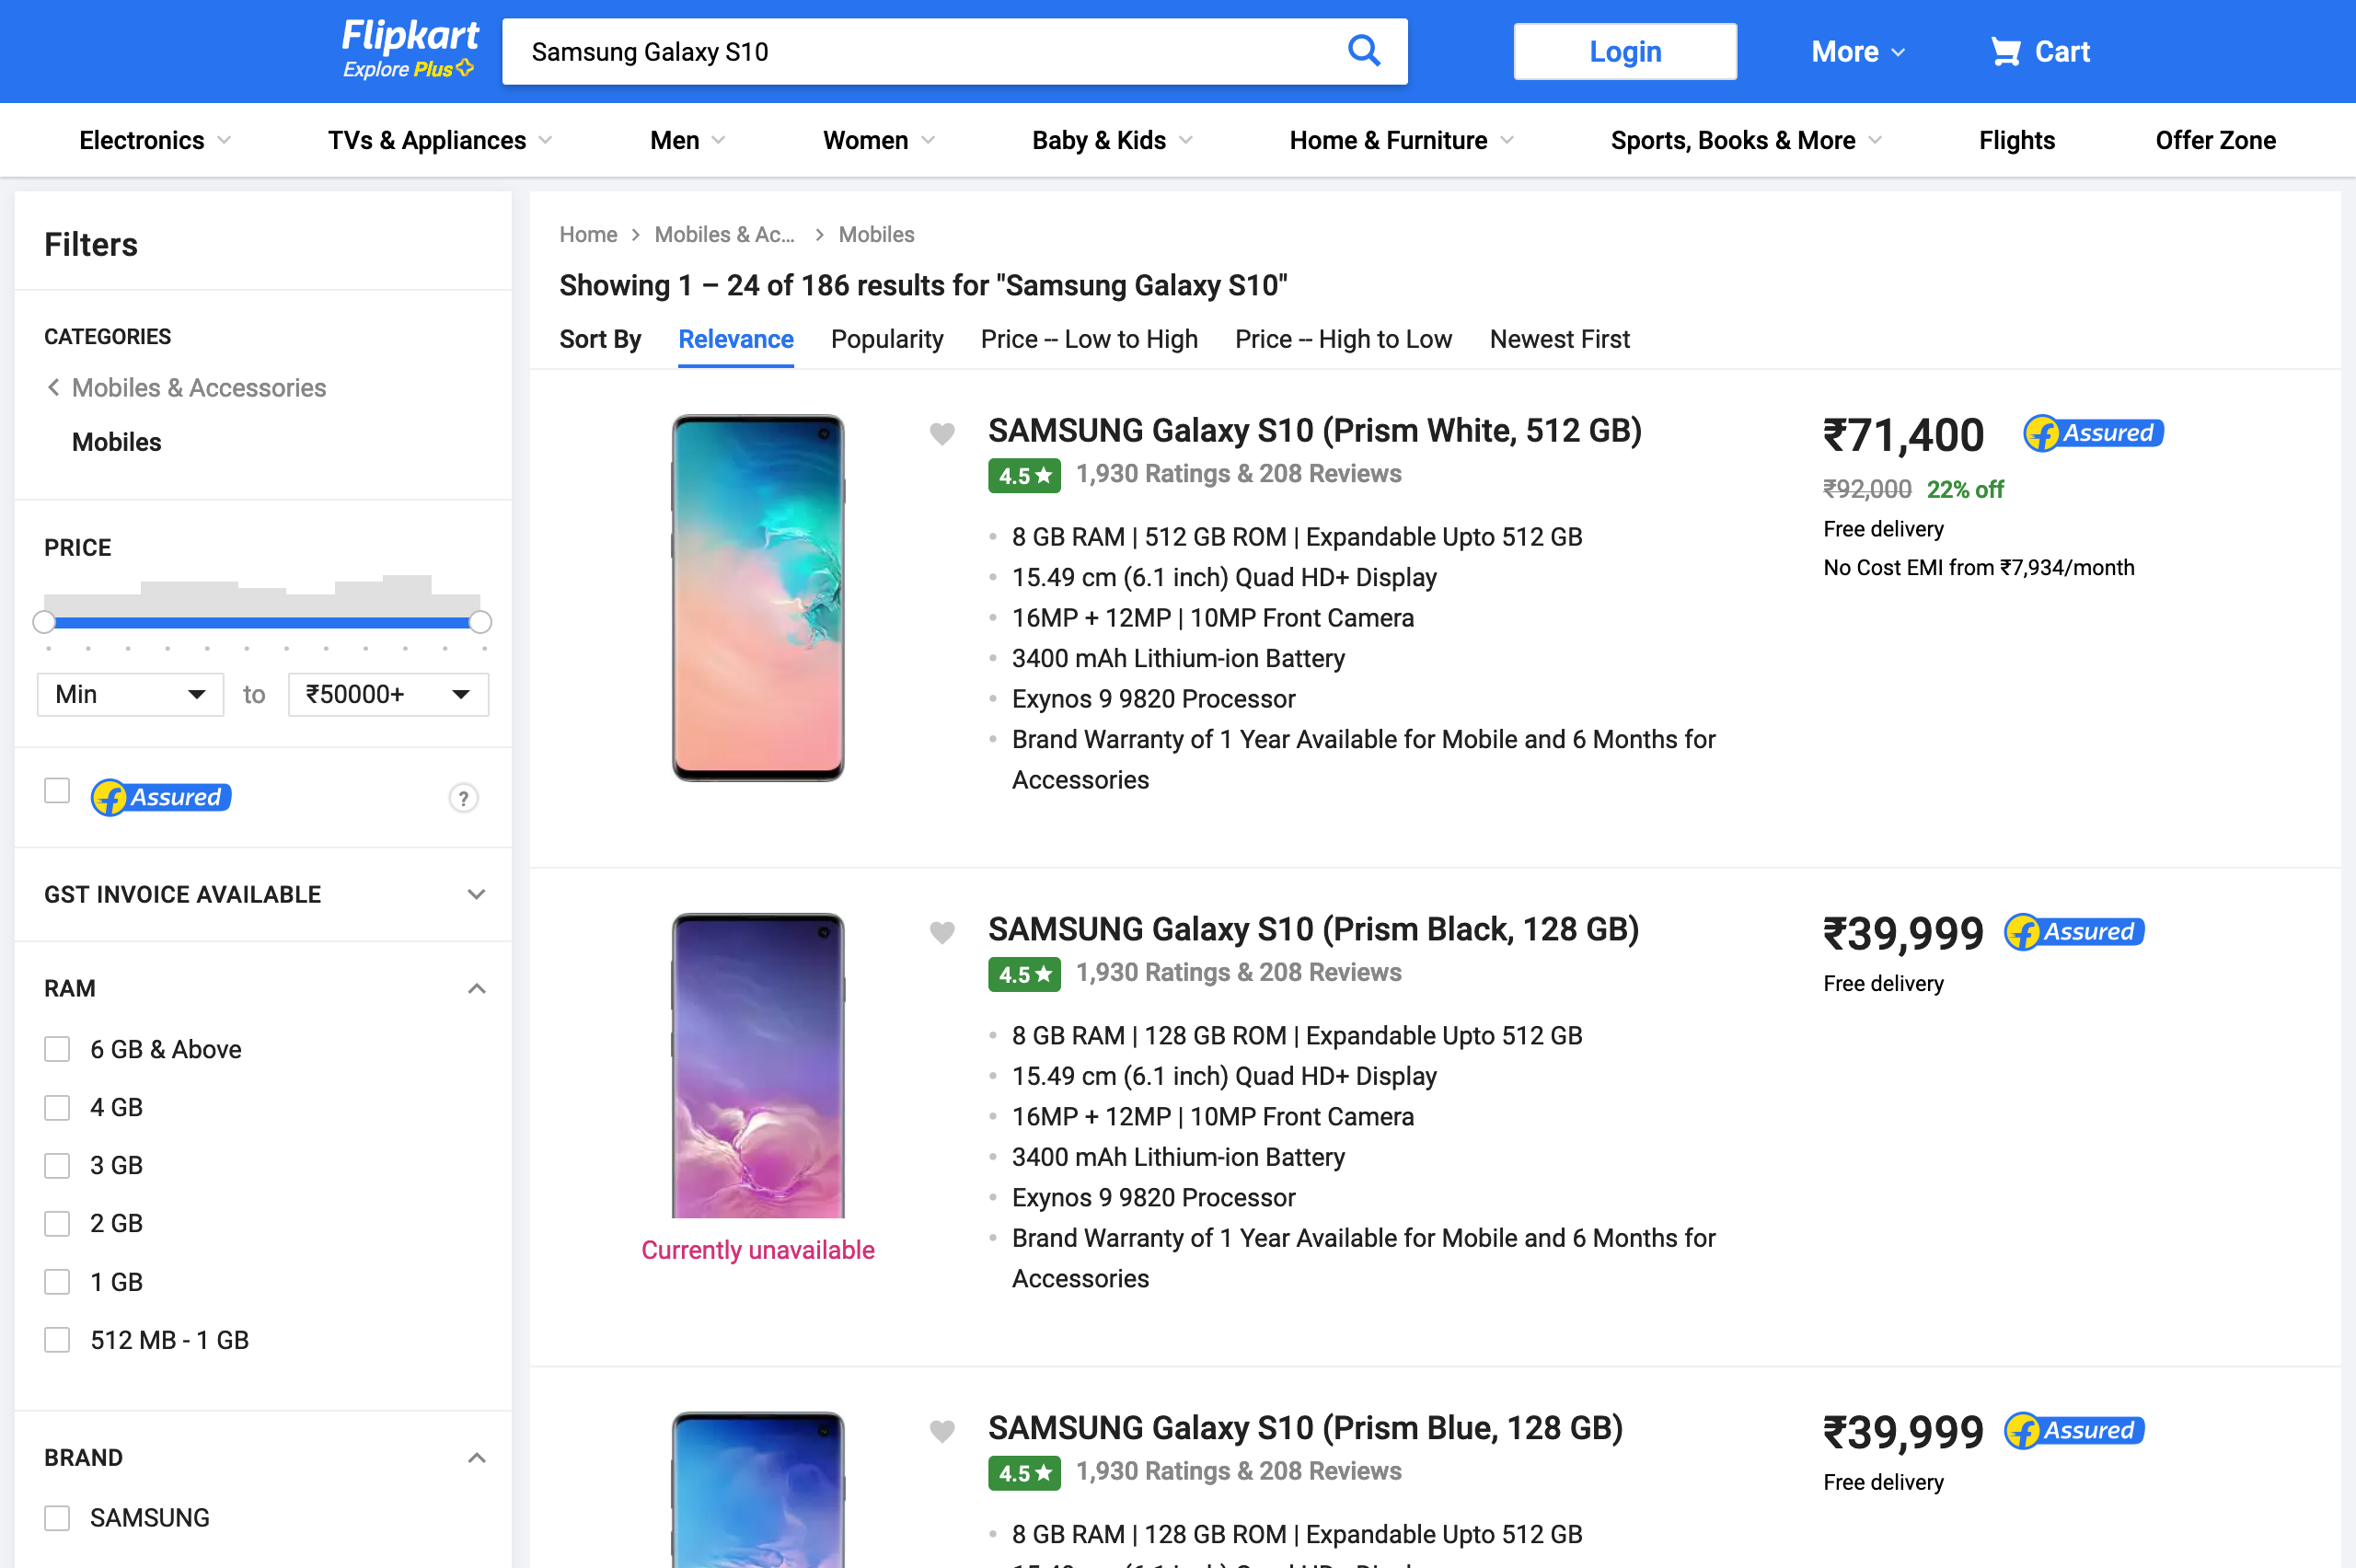 Flipkart
Explore Plus
Samsung Galaxy S10
Login
More
Cart
Electronics
TVs & Appliances
Men
Women
Baby & Kids
Home & Furniture
Sports, Books & More
Flights
Offer Zone
Filters
CATEGORIES
Mobiles & Accessories
Mobiles
PRICE
Min
to
₹50000+
f Assured
?
GST INVOICE AVAILABLE
RAM
6 GB & Above
4 GB
3 GB
2 GB
1 GB
512 MB - 1 GB
BRAND
SAMSUNG
Home
Mobiles & Ac...
Mobiles
Showing 1 – 24 of 186 results for "Samsung Galaxy S10"
Sort By
Relevance
Popularity
Price -- Low to High
Price -- High to Low
Newest First
SAMSUNG Galaxy S10 (Prism White, 512 GB)
4.5★ 1,930 Ratings & 208 Reviews
8 GB RAM | 512 GB ROM | Expandable Upto 512 GB
15.49 cm (6.1 inch) Quad HD+ Display
16MP + 12MP | 10MP Front Camera
3400 mAh Lithium-ion Battery
Exynos 9 9820 Processor
Brand Warranty of 1 Year Available for Mobile and 6 Months for
Accessories
₹71,400
f Assured
₹92,000 22% off
Free delivery
No Cost EMI from ₹7,934/month
Currently unavailable
SAMSUNG Galaxy S10 (Prism Black, 128 GB)
4.5★ 1,930 Ratings & 208 Reviews
8 GB RAM | 128 GB ROM | Expandable Upto 512 GB
15.49 cm (6.1 inch) Quad HD+ Display
16MP + 12MP | 10MP Front Camera
3400 mAh Lithium-ion Battery
Exynos 9 9820 Processor
Brand Warranty of 1 Year Available for Mobile and 6 Months for
Accessories
₹39,999
f Assured
Free delivery
SAMSUNG Galaxy S10 (Prism Blue, 128 GB)
4.5★ 1,930 Ratings & 208 Reviews
8 GB RAM | 128 GB ROM | Expandable Upto 512 GB
₹39,999
f Assured
Free delivery